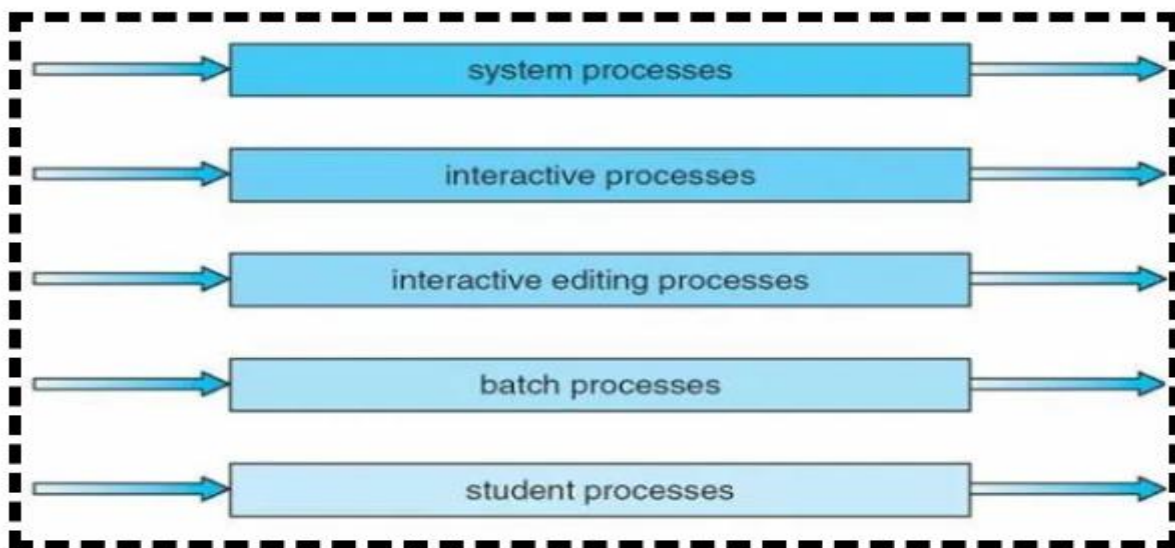 system processes
interactive processes
interactive editing processes
batch processes
student processes